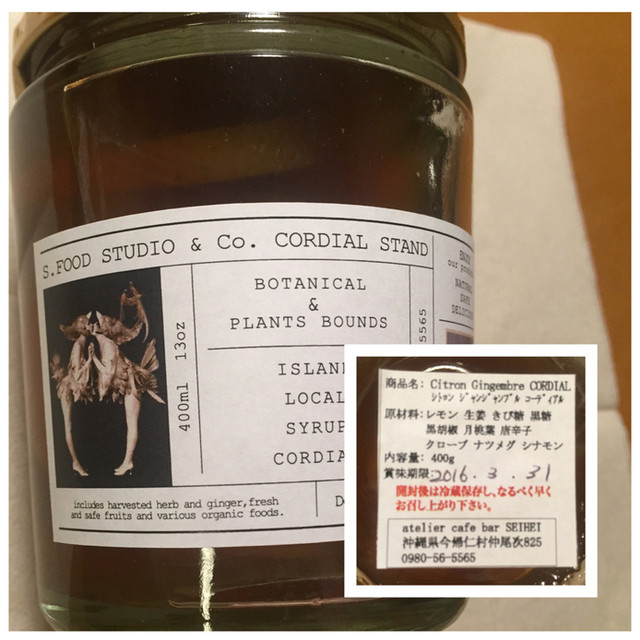 S.FOOD STUDIO & Co. CORDIAL STAND
BOTANICAL
&
PLANTS BOUNDS
400ml 13oz
ISLAND
LOCAL
SYRUP
CORDIA
includes harvested herb and ginger,fresh
and safe fruits and various organic foods.
5565
商品名: Citron Gingembre CORDIAL
シトロン ジャンジャンブル コーディアル
原材料:レモン 生姜 きび糖 黒糖
黒胡椒 月桃葉 唐辛子
クローブ ナツメグ シナモン
内容量: 400g
賞味期限:2016.3.31
開封後は冷蔵保存し、なるべく早く
お召し上がり下さい。
atelier cafe bar SEIHEI
沖縄県今帰仁村仲尾次825
0980-56-5565